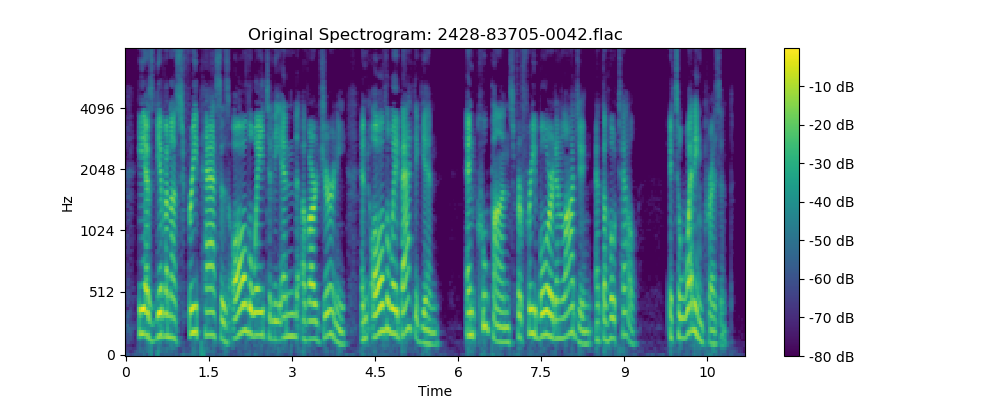 Original Spectrogram: 2428-83705-0042.flac
4096
2048
1024
512
0
Hz
0 1.5 3 4.5 6 7.5 9 10
Time
-10 dB
-20 dB
-30 dB
-40 dB
-50 dB
-60 dB
-70 dB
-80 dB